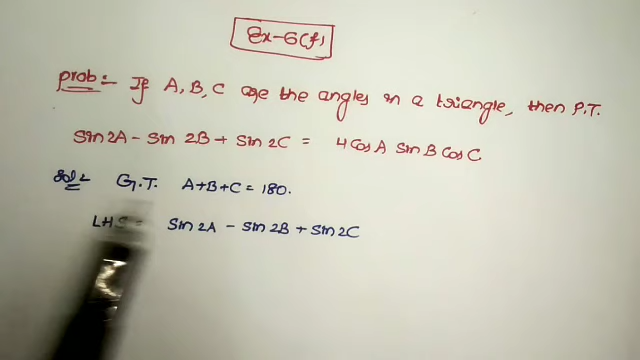 Ex-6(f)
prob:- If A, B, C are the angles in a triangle, then P.T.
Sin 2A - Sin 2B + Sin 2C = 4 Cos A Sin B Cos C
Sol:- G.T. A+B+C = 180.
LHS = Sin 2A - Sin 2B + Sin 2C